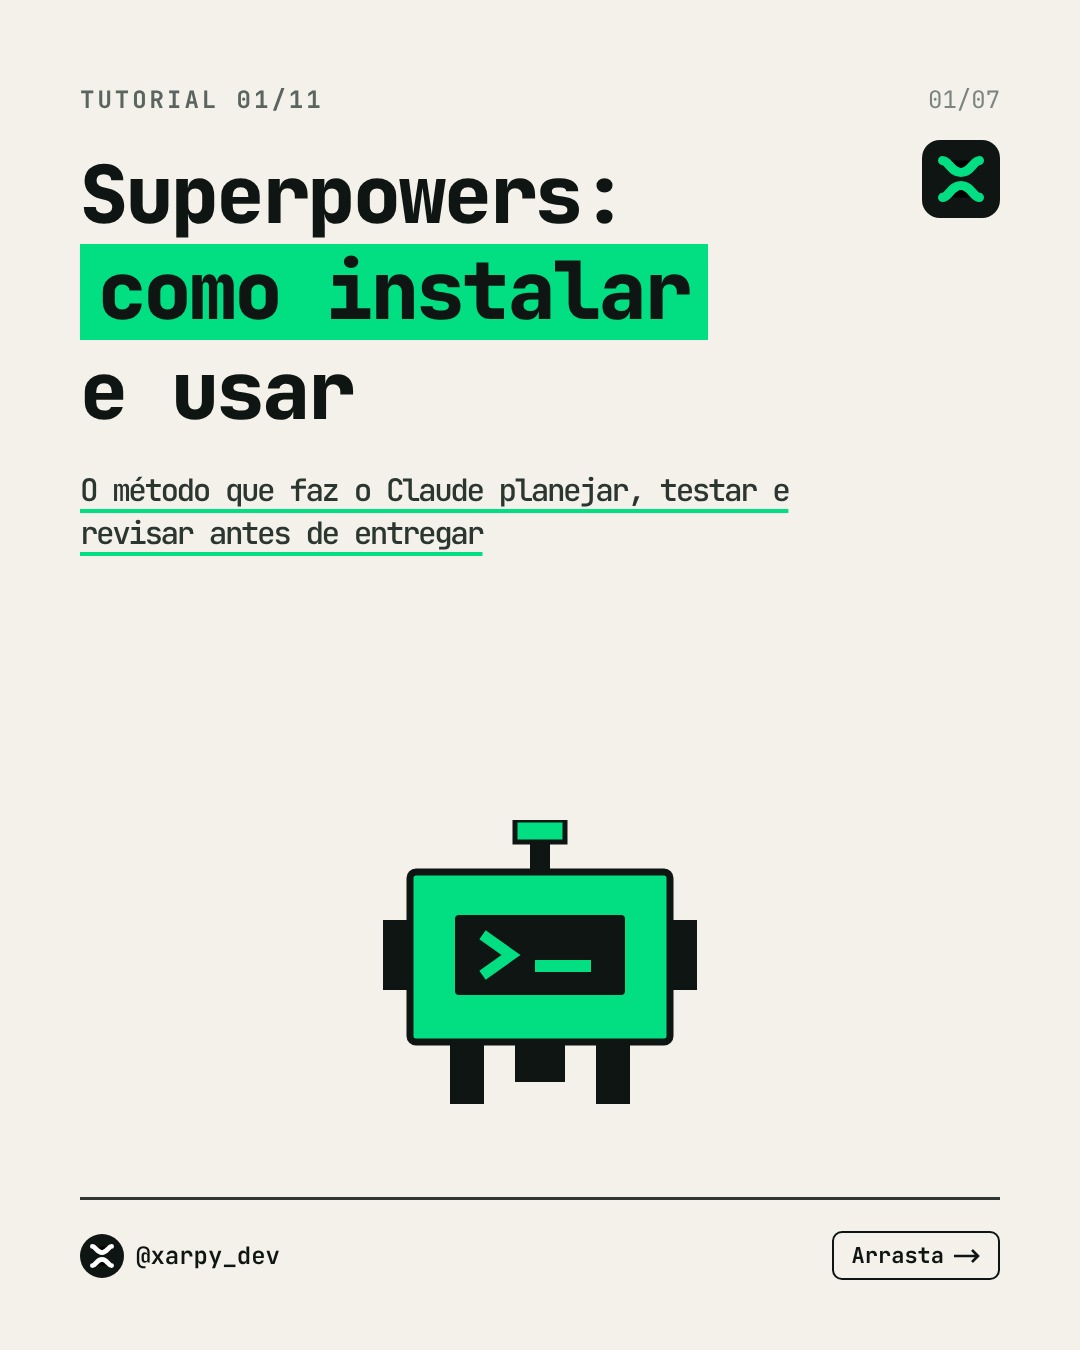 TUTORIAL 01/11
01/07
Superpowers:
como instalar
e usar
O método que faz o Claude planejar, testar e
revisar antes de entregar
>_
@xarpy_dev
Arrasta →